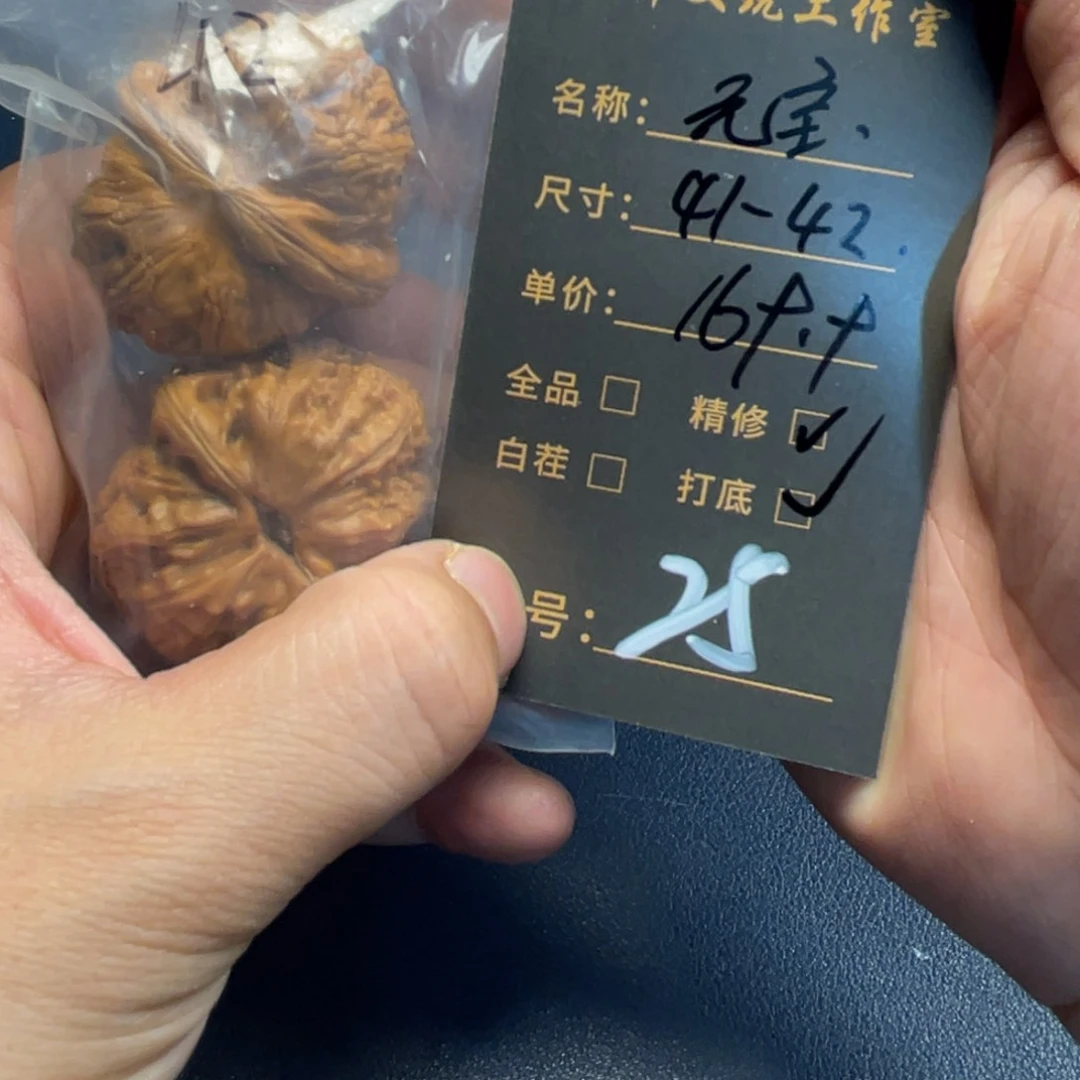 42
工作室
名称：元宝.
尺寸：41-42.
单价：
全品 □ 精修 ☑
白茬 □ 打底 ☑
号：25